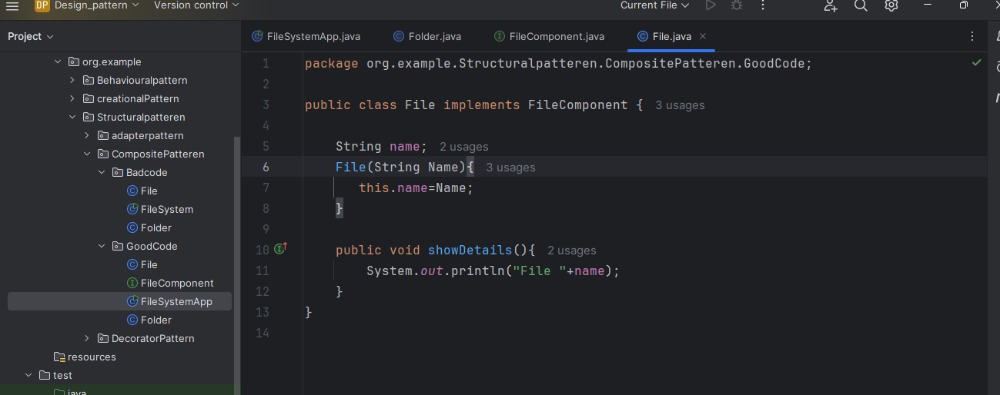 DP Design_pattern Version control Current File
Project
FileSystemApp.java Folder.java FileComponent.java File.java
org.example
Behaviouralpattern
creationalPattern
Structuralpatteren
adapterpattern
CompositePatteren
Badcode
File
FileSystem
Folder
GoodCode
File
FileComponent
FileSystemApp
Folder
DecoratorPattern
resources
test
java
1 package org.example.Structuralpatteren.CompositePatteren.GoodCode;
2
3 public class File implements FileComponent { 3 usages
4
5 String name; 2 usages
6 File(String Name){ 3 usages
7 this.name=Name;
8 }
9
10 public void showDetails(){ 2 usages
11 System.out.println("File "+name);
12 }
13 }
14